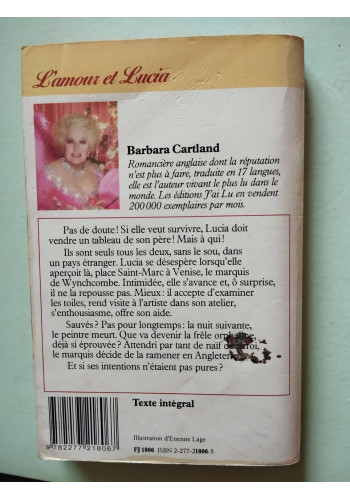 L'amour et Lucia
Barbara Cartland
Romancière anglaise dont la réputation
n'est plus à faire, traduite en 17 langues,
elle est l'auteur vivant le plus lu dans le
monde. Les éditions J'ai Lu en vendent
200 000 exemplaires par mois.
Pas de doute! Si elle veut survivre, Lucia doit
vendre un tableau de son père! Mais à qui!
Ils sont seuls tous les deux, sans le sou, dans
un pays étranger. Lucia se désespère lorsqu'elle
aperçoit là, place Saint-Marc à Venise, le marquis
de Wynchcombe. Intimidée, elle s'avance et, ô surprise,
il ne la repousse pas. Mieux : il accepte d'examiner
les toiles, rend visite à l'artiste dans son atelier,
s'enthousiasme, offre son aide.
Sauvés? Pas pour longtemps : la nuit suivante,
le peintre meurt. Que va devenir la frêle
déjà si éprouvée? Attendri par tant de naïf
le marquis décide de la ramener en
Et si ses intentions n'étaient pas pures?
Texte intégral
Illustration d'Etienne Lage
FJ 1806 ISBN 2-277-21806-5
9 782277 218067